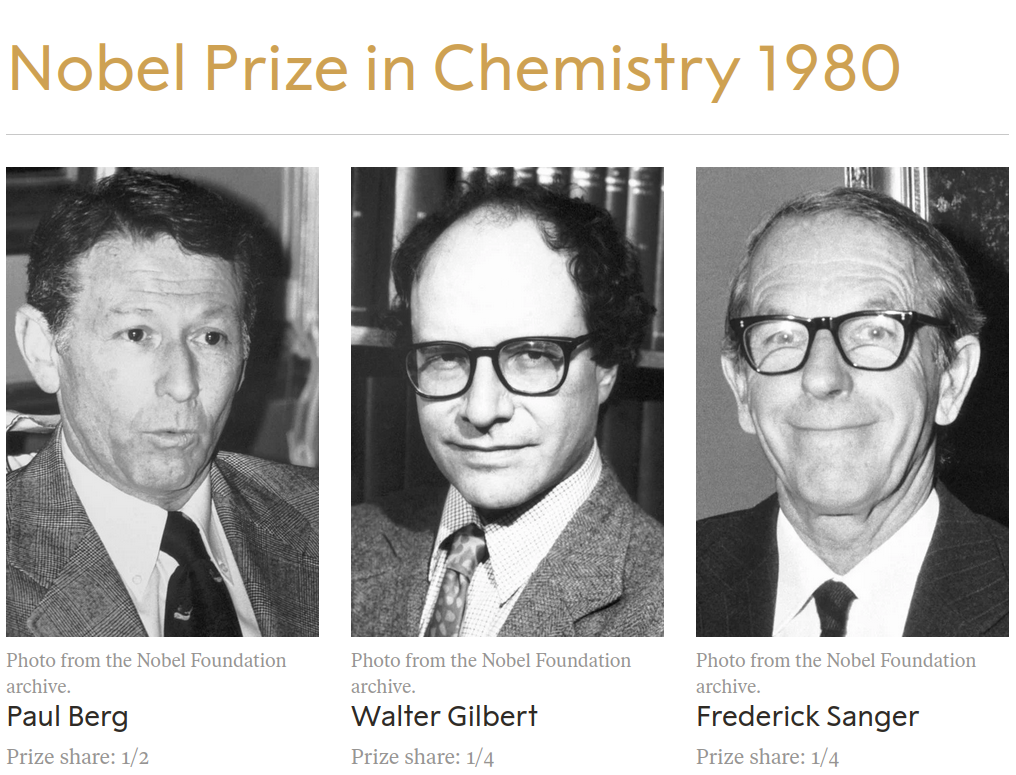 Nobel Prize in Chemistry 1980
Photo from the Nobel Foundation
archive.
Paul Berg
Prize share: 1/2
Photo from the Nobel Foundation
archive.
Walter Gilbert
Prize share: 1/4
Photo from the Nobel Foundation
archive.
Frederick Sanger
Prize share: 1/4